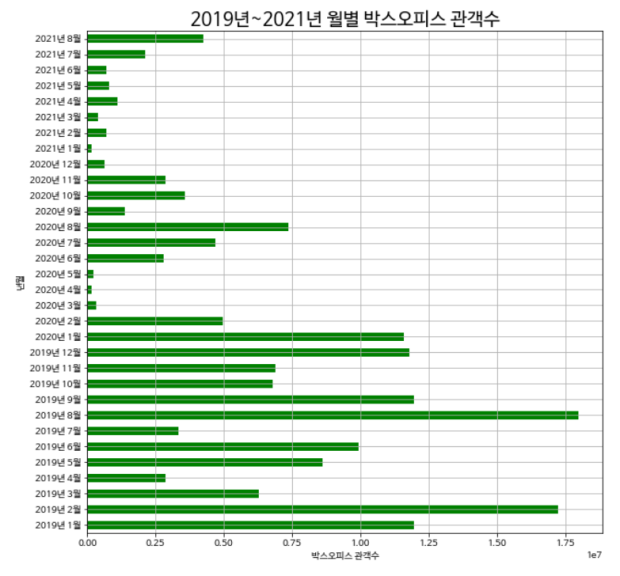 2019년~2021년 월별 박스오피스 관객수
2021년 8월
2021년 7월
2021년 6월
2021년 5월
2021년 4월
2021년 3월
2021년 2월
2021년 1월
2020년 12월
2020년 11월
2020년 10월
2020년 9월
2020년 8월
2020년 7월
2020년 6월
2020년 5월
2020년 4월
2020년 3월
2020년 2월
2020년 1월
2019년 12월
2019년 11월
2019년 10월
2019년 9월
2019년 8월
2019년 7월
2019년 6월
2019년 5월
2019년 4월
2019년 3월
2019년 2월
2019년 1월
년월
0.00 0.25 0.50 0.75 1.00 1.25 1.50 1.75
박스오피스 관객수
1e7